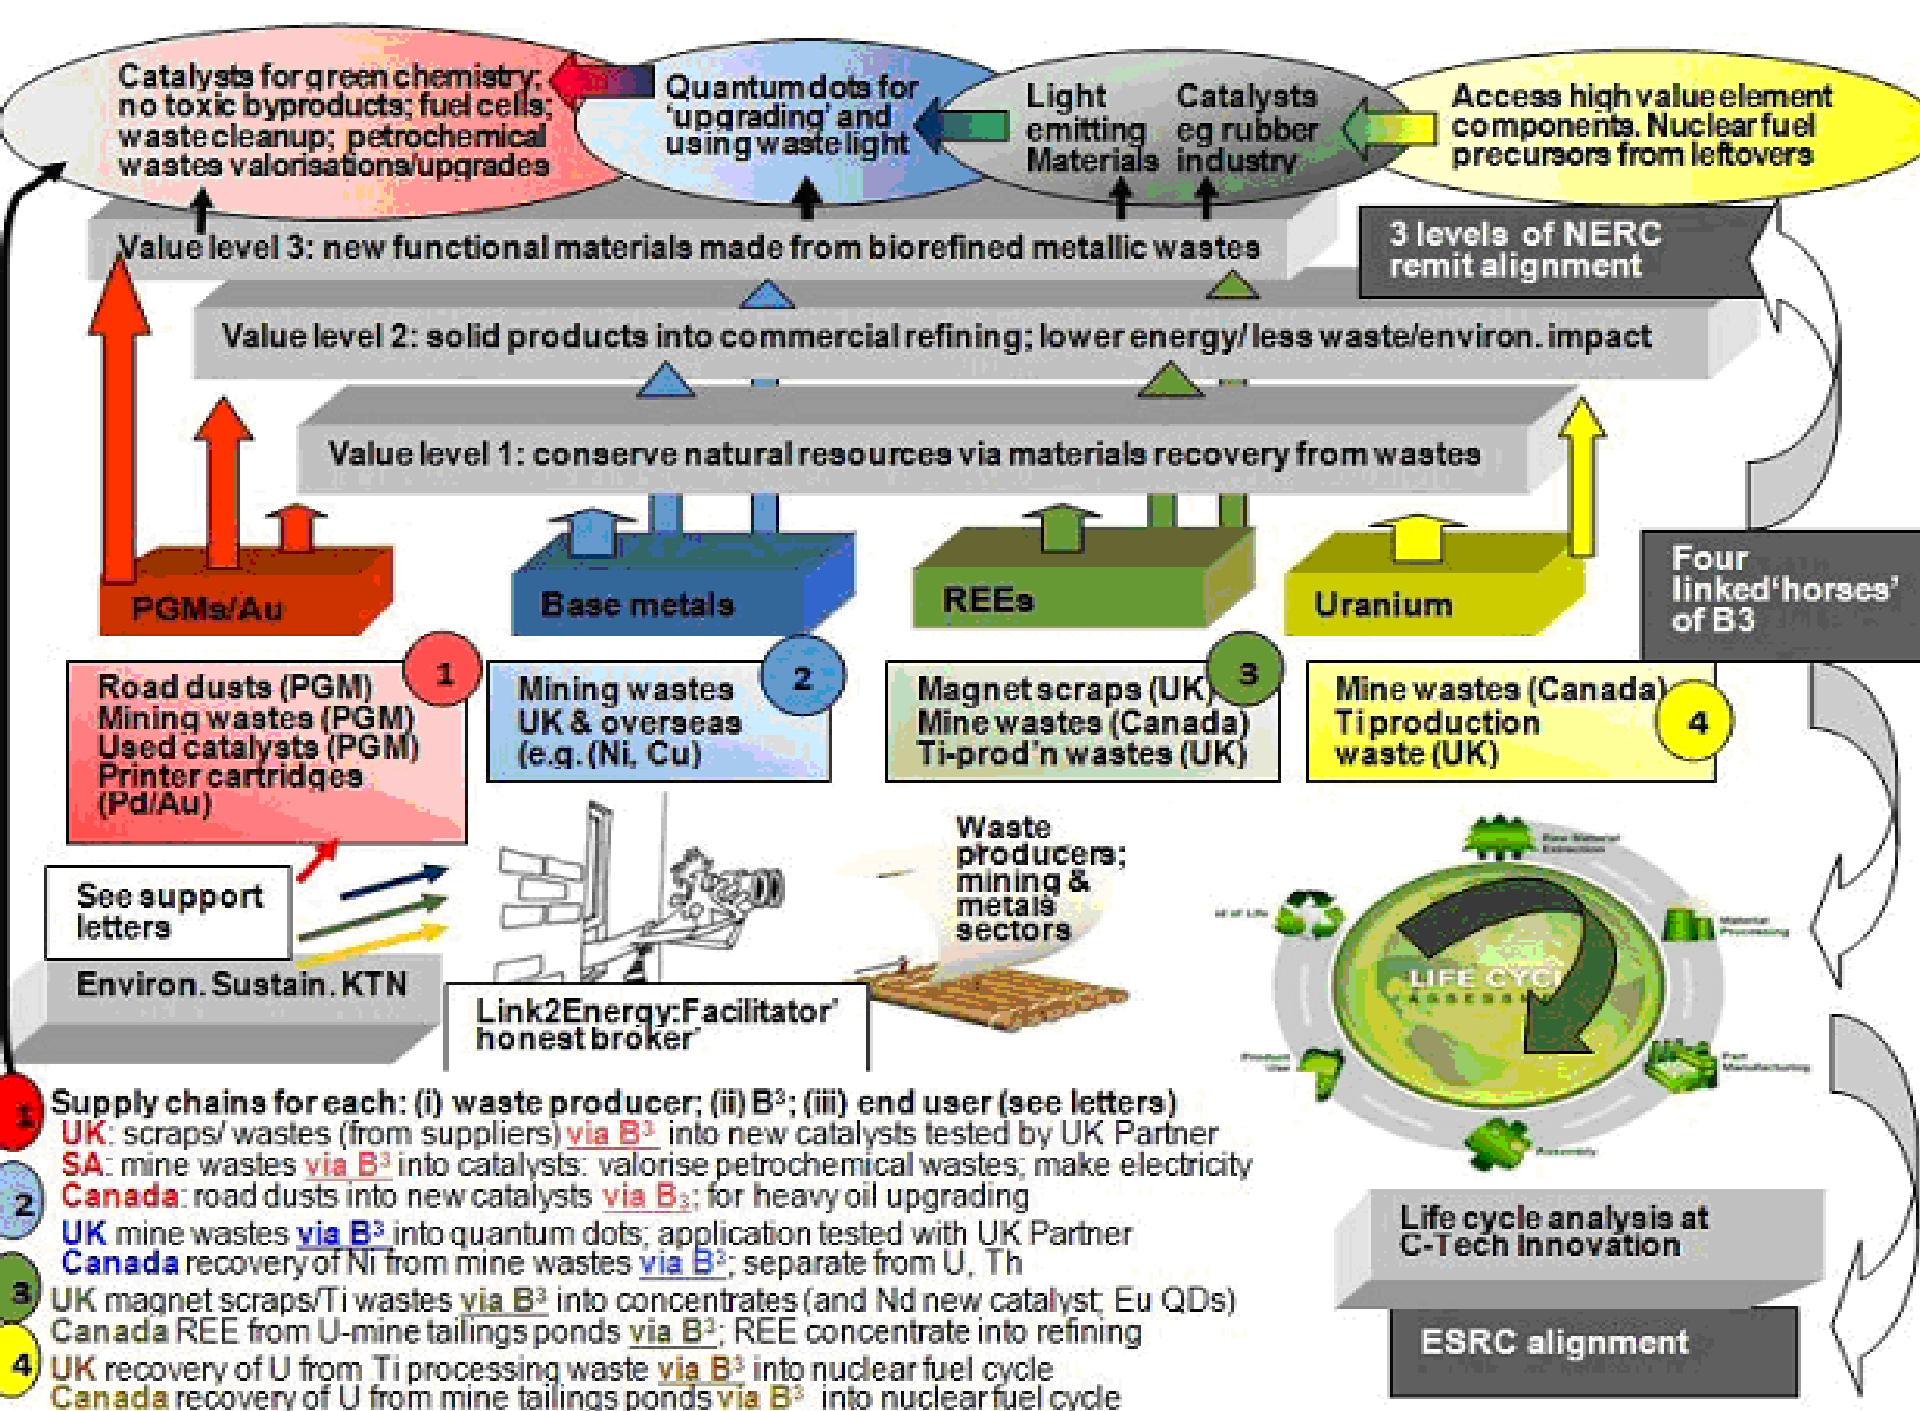 Catalysts for green chemistry;
no toxic byproducts; fuel cells;
waste cleanup; petrochemical
wastes valorisations/upgrades
Quantum dots for
'upgrading' and
using waste light
Light
emitting
Materials
Catalysts
eg rubber
industry
Access high value element
components. Nuclear fuel
precursors from leftovers
Value level 3: new functional materials made from biorefined metallic wastes
3 levels of NERC
remit alignment
Value level 2: solid products into commercial refining; lower energy/ less waste/environ. impact
Value level 1: conserve natural resources via materials recovery from wastes
PGMs/Au
Base metals
REEs
Uranium
Four
linked 'horses'
of B3
1
Road dusts (PGM)
Mining wastes (PGM)
Used catalysts (PGM)
Printer cartridges
(Pd/Au)
2
Mining wastes
UK & overseas
(e.g. (Ni, Cu)
3
Magnet scraps (UK)
Mine wastes (Canada)
Ti-prod'n wastes (UK)
4
Mine wastes (Canada)
Ti production
waste (UK)
See support
letters
Environ. Sustain. KTN
Link2Energy:Facilitator'
honest broker'
Waste
producers;
mining &
metals
sectors
Raw Material
Extraction
Material
Processing
Part
Manufacturing
Assembly
Product
Use
of Life
LIFE CYC
ASSESSM
Life cycle analysis at
C-Tech Innovation
ESRC alignment
1
Supply chains for each: (i) waste producer; (ii) B³; (iii) end user (see letters)
UK: scraps/ wastes (from suppliers) via B³ into new catalysts tested by UK Partner
SA: mine wastes via B³ into catalysts: valorise petrochemical wastes; make electricity
Canada: road dusts into new catalysts via B₃; for heavy oil upgrading
2
UK mine wastes via B³ into quantum dots; application tested with UK Partner
Canada recovery of Ni from mine wastes via B³; separate from U, Th
3
UK magnet scraps/Ti wastes via B³ into concentrates (and Nd new catalyst; Eu QDs)
Canada REE from U-mine tailings ponds via B³; REE concentrate into refining
4
UK recovery of U from Ti processing waste via B³ into nuclear fuel cycle
Canada recovery of U from mine tailings ponds via B³ into nuclear fuel cycle